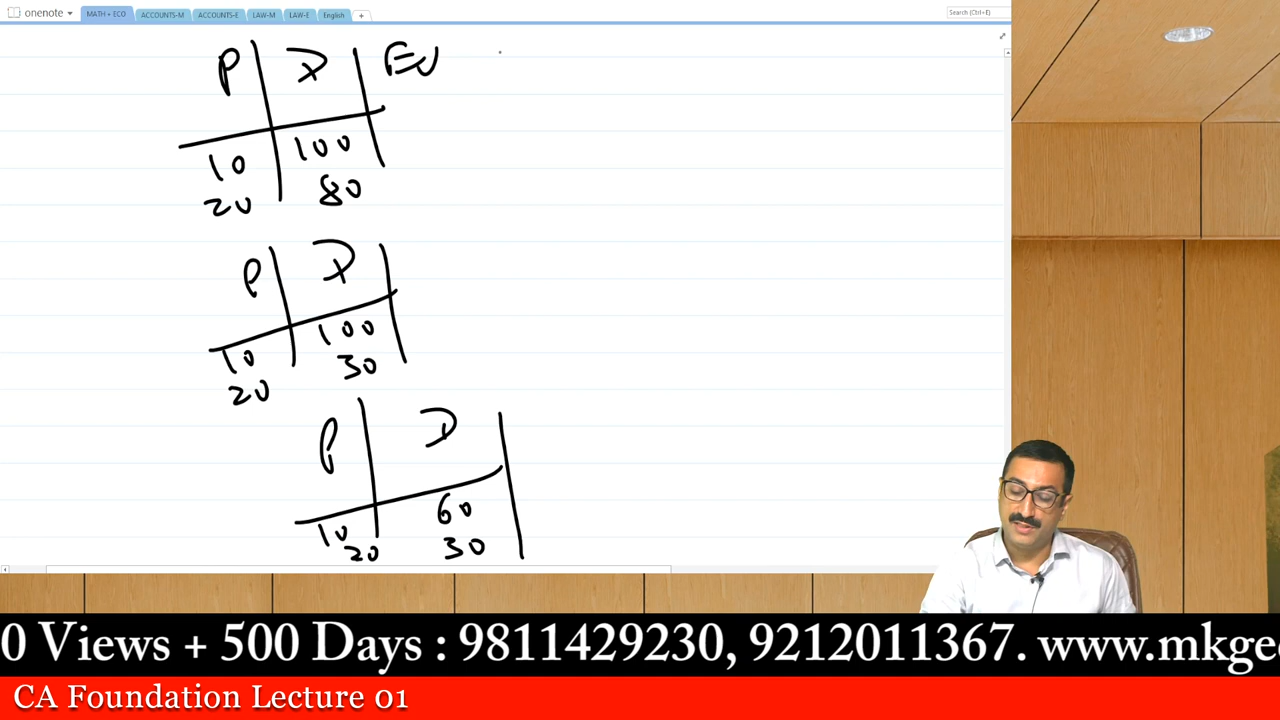 onenote
MATH + ECO ACCOUNTS-M ACCOUNTS-E LAW-M LAW-E English +
Search (Ctrl+E)
P D
10 100
20 80
P D
10 100
20 30
P D
10 60
20 30
0 Views + 500 Days : 9811429230, 9212011367. www.mkge
CA Foundation Lecture 01